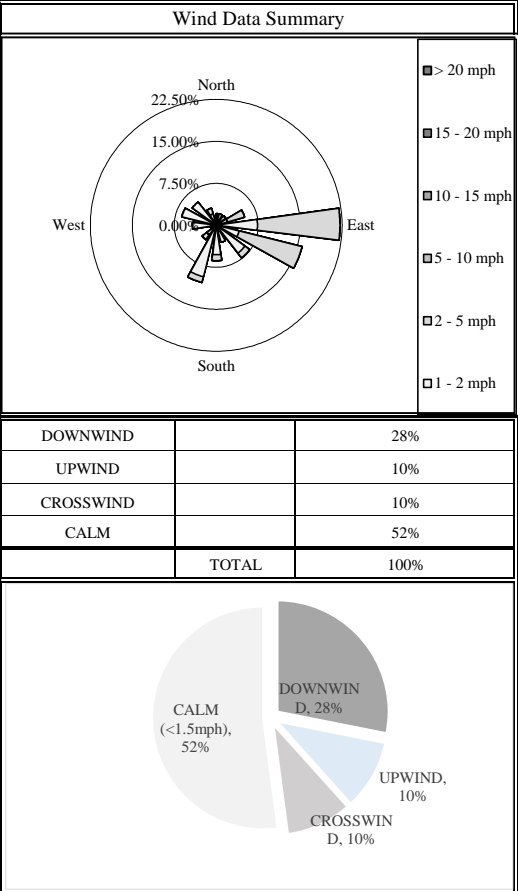 Wind Data Summary
North
22.50%
15.00%
7.50%
0.00%
West
East
South
> 20 mph
15 - 20 mph
10 - 15 mph
5 - 10 mph
2 - 5 mph
1 - 2 mph
DOWNWIND 28%
UPWIND 10%
CROSSWIND 10%
CALM 52%
TOTAL 100%
DOWNWIN
D, 28%
CALM
(<1.5mph),
52%
UPWIND,
10%
CROSSWIN
D, 10%